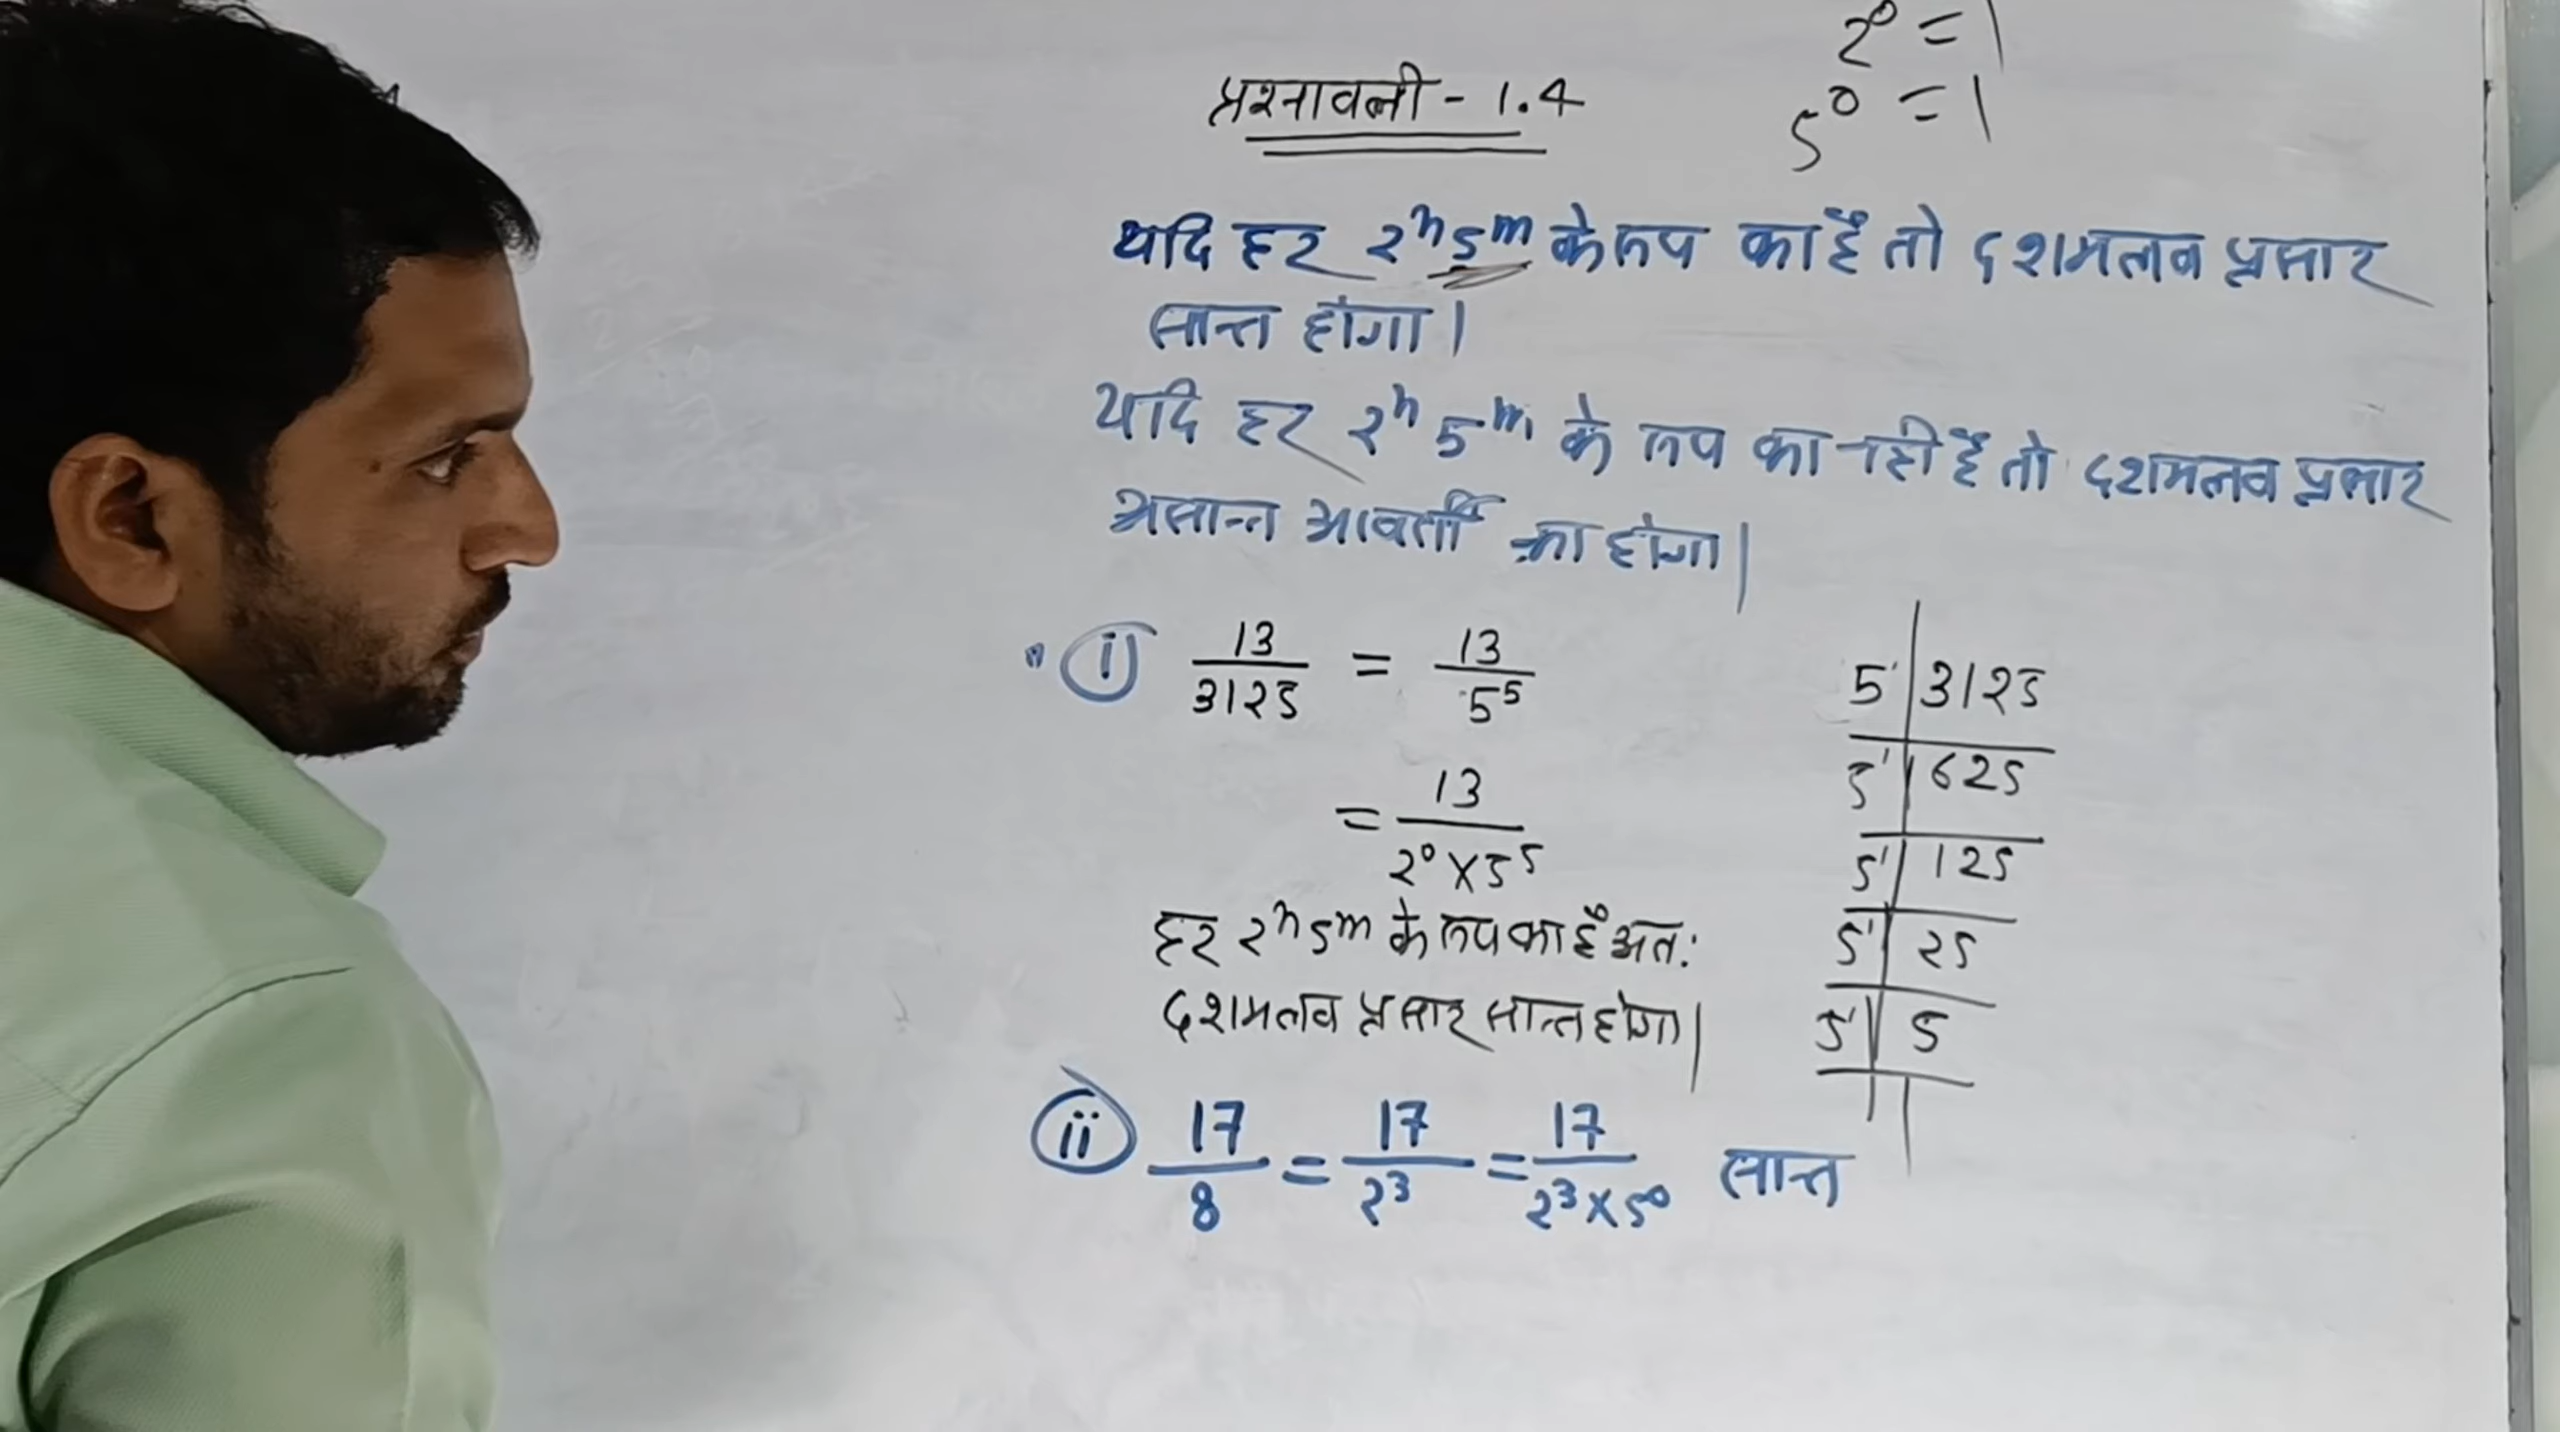 2⁰ = 1
प्रश्नावली - 1.4
5⁰ = 1
यदि हर 2ⁿ5ᵐ के रूप का है तो दशमलव प्रसार
सान्त होगा।
यदि हर 2ⁿ 5ᵐ के रूप का नहीं है तो दशमलव प्रसार
असान्त आवर्ती का होगा।
"(i) 13/3125 = 13/5⁵
= 13/2⁰×5⁵
हर 2ⁿ5ᵐ के रूप का है अत:
दशमलव प्रसार सान्त होगा।
5 | 3125
5 | 625
5 | 125
5 | 25
5 | 5
1
(ii) 17/8 = 17/2³ = 17/2³×5⁰ सान्त